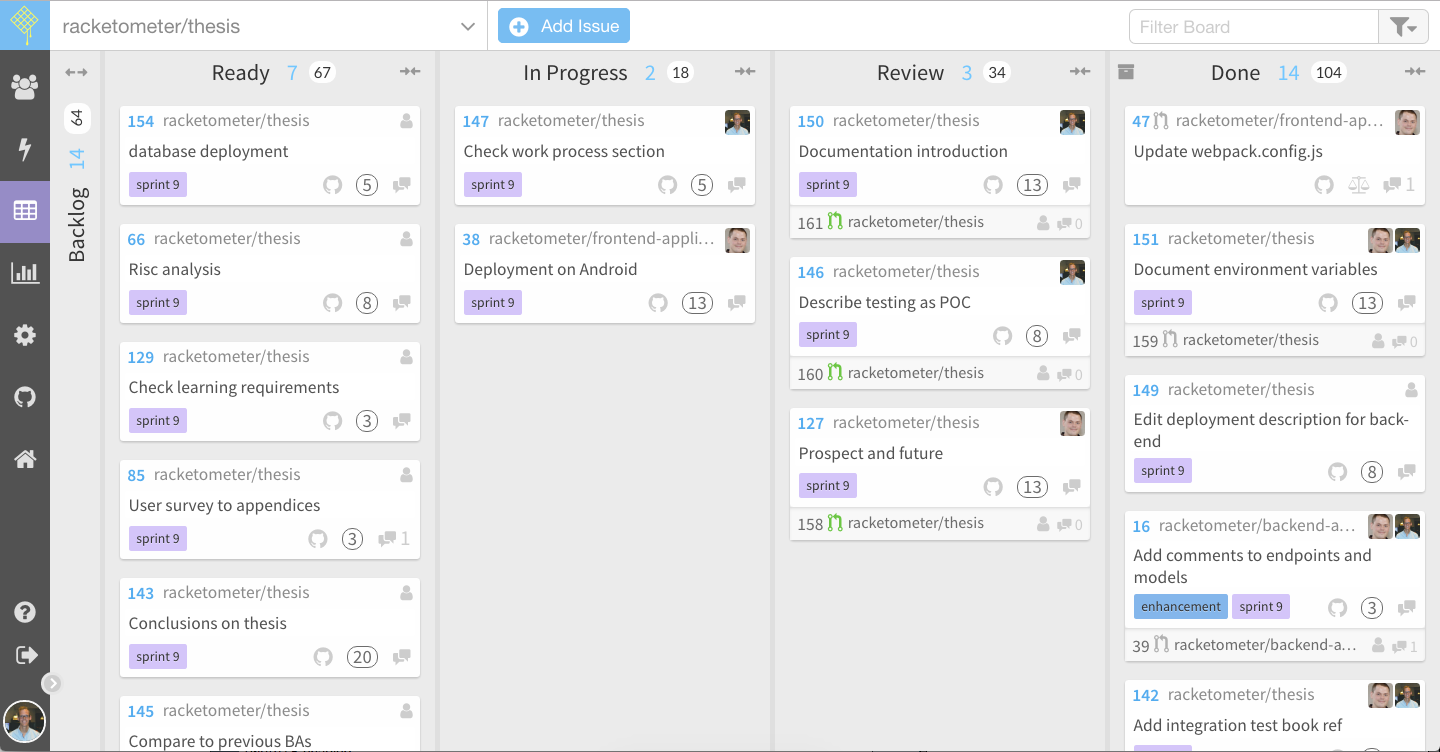 racketometer/thesis
Add Issue
Filter Board
64
14
Backlog
Ready 7 67
154 racketometer/thesis
database deployment
sprint 9 5
66 racketometer/thesis
Risc analysis
sprint 9 8
129 racketometer/thesis
Check learning requirements
sprint 9 3
85 racketometer/thesis
User survey to appendices
sprint 9 3 1
143 racketometer/thesis
Conclusions on thesis
sprint 9 20
145 racketometer/thesis
Compare to previous BAs
In Progress 2 18
147 racketometer/thesis
Check work process section
sprint 9 5
38 racketometer/frontend-appli...
Deployment on Android
sprint 9 13
Review 3 34
150 racketometer/thesis
Documentation introduction
sprint 9 13
161 racketometer/thesis 0
146 racketometer/thesis
Describe testing as POC
sprint 9 8
160 racketometer/thesis 0
127 racketometer/thesis
Prospect and future
sprint 9 13
158 racketometer/thesis 0
Done 14 104
47 racketometer/frontend-ap...
Update webpack.config.js
1
151 racketometer/thesis
Document environment variables
sprint 9 13
159 racketometer/thesis 0
149 racketometer/thesis
Edit deployment description for back-
end
sprint 9 8
16 racketometer/backend-a...
Add comments to endpoints and
models
enhancement sprint 9 3
39 racketometer/backend-a... 1
142 racketometer/thesis
Add integration test book ref